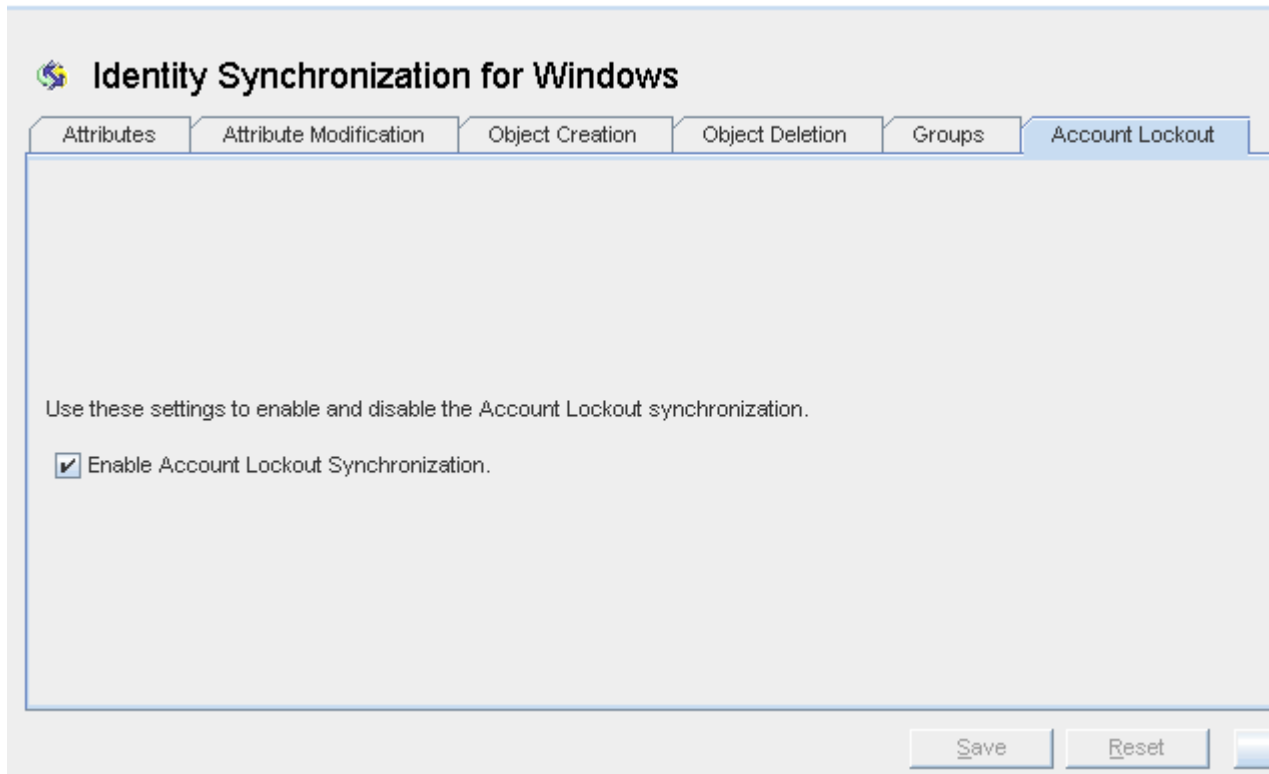 Identity Synchronization for Windows
Attributes Attribute Modification Object Creation Object Deletion Groups Account Lockout
Use these settings to enable and disable the Account Lockout synchronization.
Enable Account Lockout Synchronization.
Save Reset